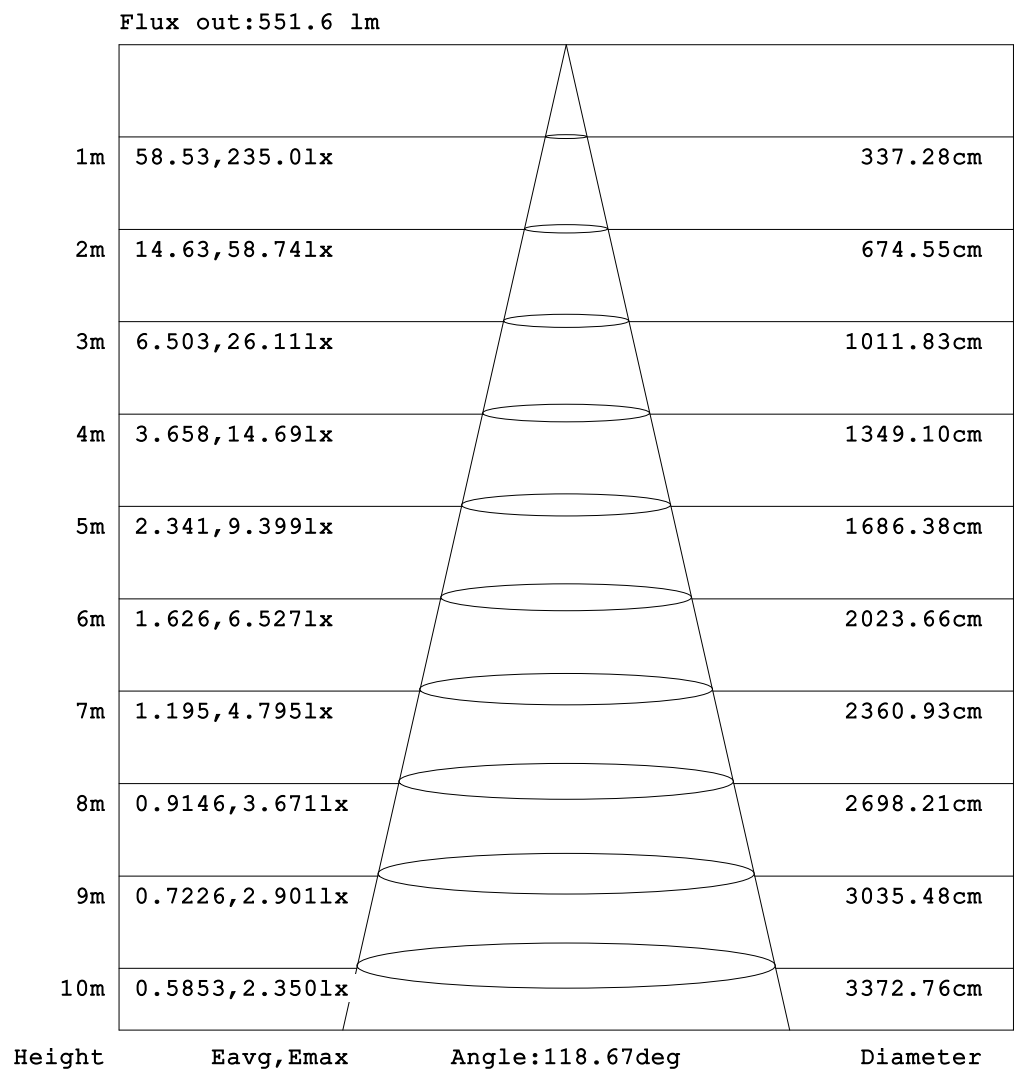 Flux out:551.6 lm
1m 58.53,235.0lx 337.28cm
2m 14.63,58.74lx 674.55cm
3m 6.503,26.11lx 1011.83cm
4m 3.658,14.69lx 1349.10cm
5m 2.341,9.399lx 1686.38cm
6m 1.626,6.527lx 2023.66cm
7m 1.195,4.795lx 2360.93cm
8m 0.9146,3.671lx 2698.21cm
9m 0.7226,2.901lx 3035.48cm
10m 0.5853,2.350lx 3372.76cm
Height Eavg,Emax Angle:118.67deg Diameter